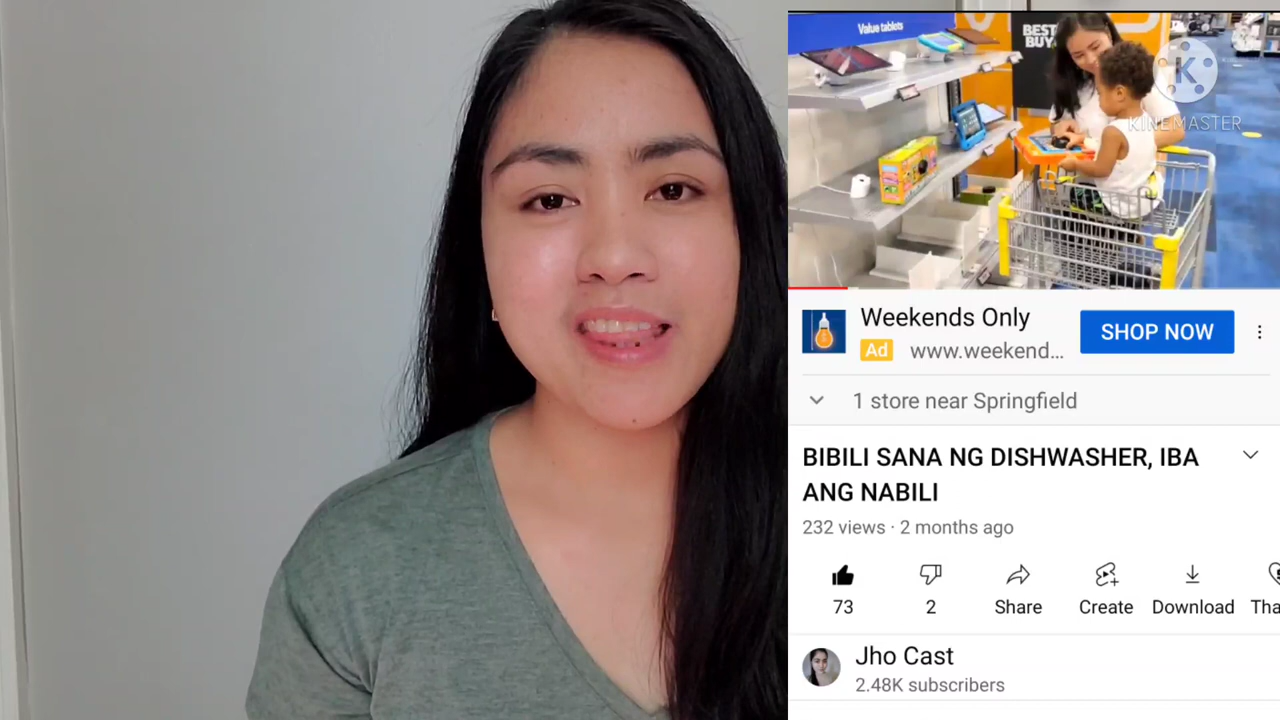 Value tablets
BEST
BUY
K
KINEMASTER
Weekends Only
Ad www.weekend...
SHOP NOW
1 store near Springfield
BIBILI SANA NG DISHWASHER, IBA
ANG NABILI
232 views · 2 months ago
73
2
Share
Create
Download
Tha
Jho Cast
2.48K subscribers